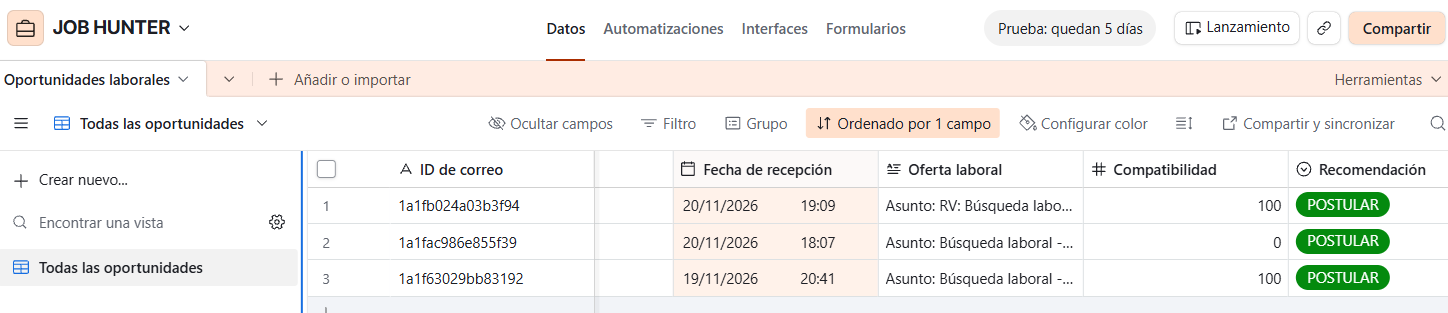 JOB HUNTER
Datos Automatizaciones Interfaces Formularios
Prueba: quedan 5 días
Lanzamiento
Compartir
Oportunidades laborales
Añadir o importar
Herramientas
Todas las oportunidades
Ocultar campos
Filtro
Grupo
Ordenado por 1 campo
Configurar color
Compartir y sincronizar
Crear nuevo...
Encontrar una vista
Todas las oportunidades
ID de correo Fecha de recepción Oferta laboral Compatibilidad Recomendación
1 1a1fb024a03b3f94 20/11/2026 19:09 Asunto: RV: Búsqueda labo... 100 POSTULAR
2 1a1fac986e855f39 20/11/2026 18:07 Asunto: Búsqueda laboral -... 0 POSTULAR
3 1a1f63029bb83192 19/11/2026 20:41 Asunto: Búsqueda laboral -... 100 POSTULAR